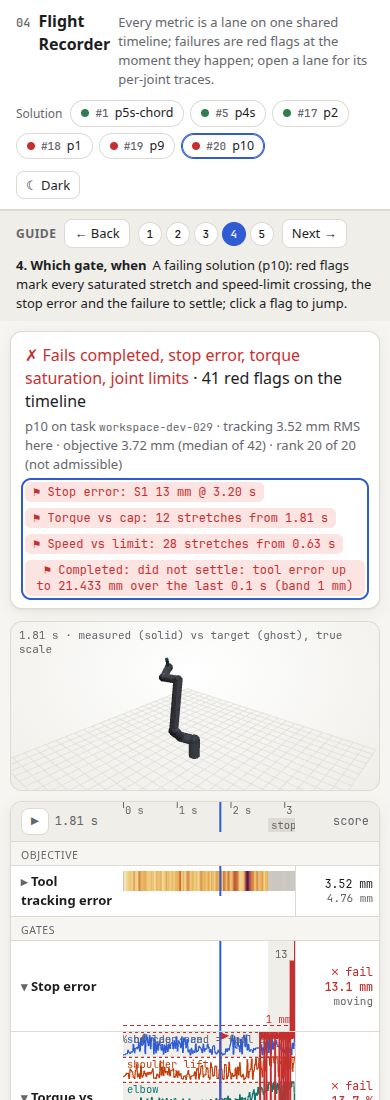 04 Flight Recorder
Every metric is a lane on one shared
timeline; failures are red flags at the
moment they happen; open a lane for its
per-joint traces.
Solution
#1 p5s-chord
#5 p4s
#17 p2
#18 p1
#19 p9
#20 p10
☾ Dark
GUIDE
← Back
1
2
3
4
5
Next →
4. Which gate, when A failing solution (p10): red flags
mark every saturated stretch and speed-limit crossing, the
stop error and the failure to settle; click a flag to jump.
✗ Fails completed, stop error, torque
saturation, joint limits · 41 red flags on the
timeline
p10 on task workspace-dev-029 · tracking 3.52 mm RMS
here · objective 3.72 mm (median of 42) · rank 20 of 20
(not admissible)
⚑ Stop error: S1 13 mm @ 3.20 s
⚑ Torque vs cap: 12 stretches from 1.81 s
⚑ Speed vs limit: 28 stretches from 0.63 s
⚑ Completed: did not settle: tool error up
to 21.433 mm over the last 0.1 s (band 1 mm)
1.81 s · measured (solid) vs target (ghost), true
scale
▶ 1.81 s
0 s
1 s
2 s
3
stop
score
OBJECTIVE
▸ Tool
tracking error
3.52 mm
4.76 mm
GATES
▾ Stop error
13
1 mm
× fail
13.1 mm
moving
shoulder lift
elbow
▾ Torque vs
× fail